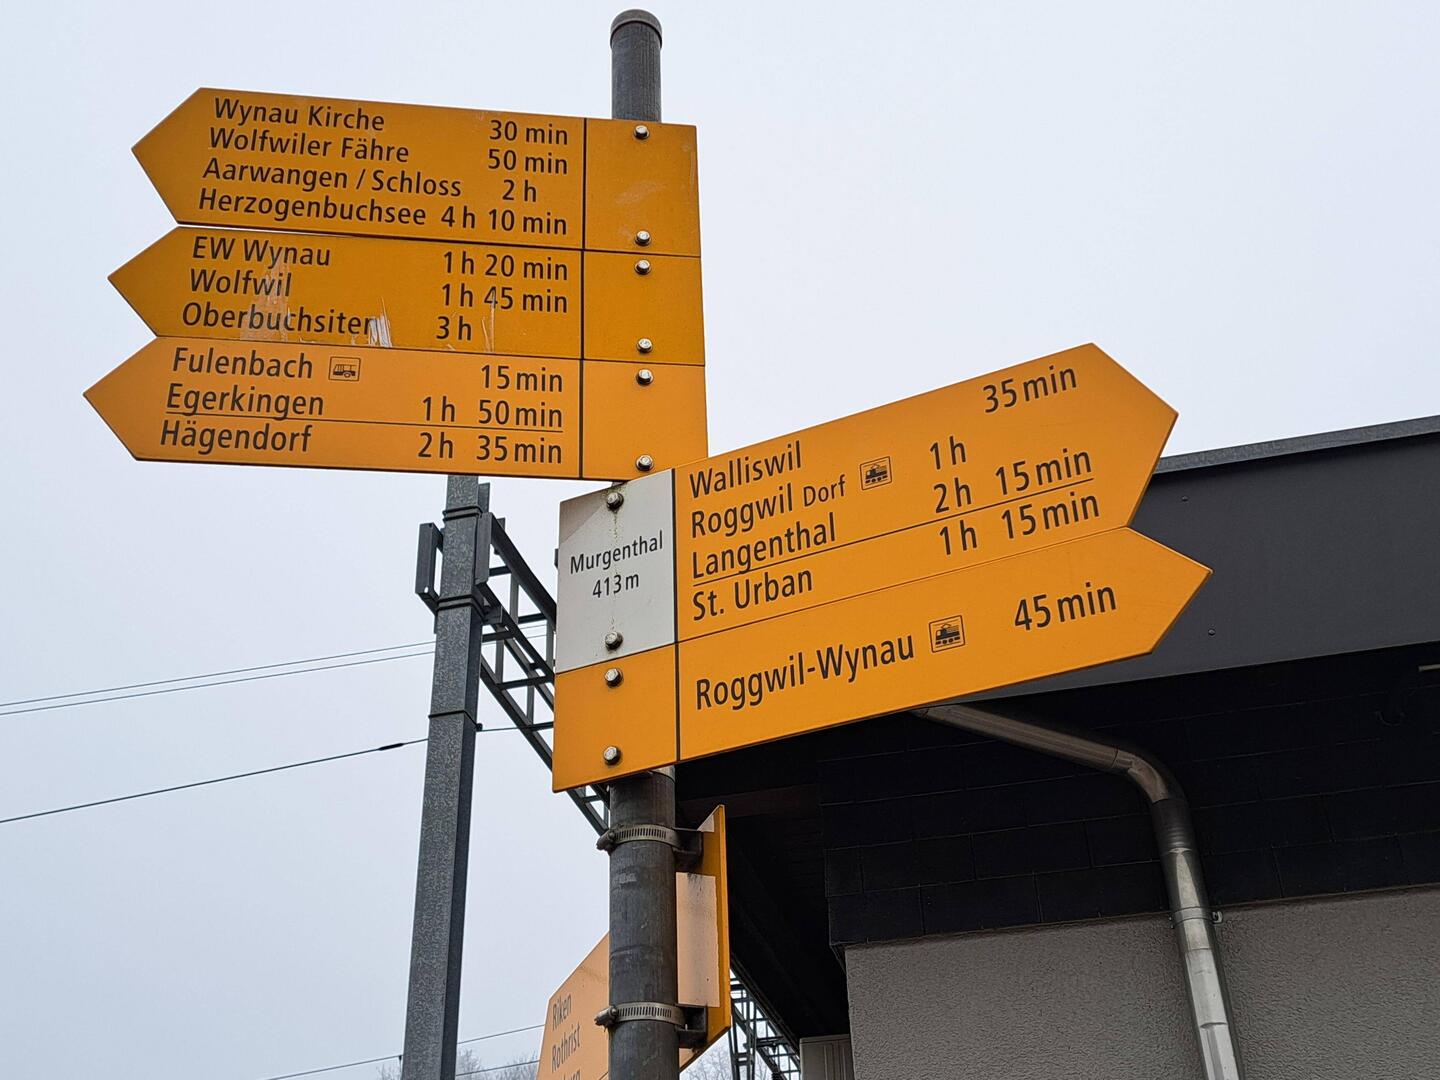 Wynau Kirche 30 min
Wolfwiler Fähre 50 min
Aarwangen / Schloss 2 h
Herzogenbuchsee 4 h 10 min
EW Wynau 1 h 20 min
Wolfwil 1 h 45 min
Oberbuchsiten 3 h
Fulenbach 15 min
Egerkingen 1 h 50 min
Hägendorf 2 h 35 min
Murgenthal
413 m
Walliswil 35 min
Roggwil Dorf 1 h
Langenthal 2 h 15 min
St. Urban 1 h 15 min
Roggwil-Wynau 45 min
Riken
Rothrist